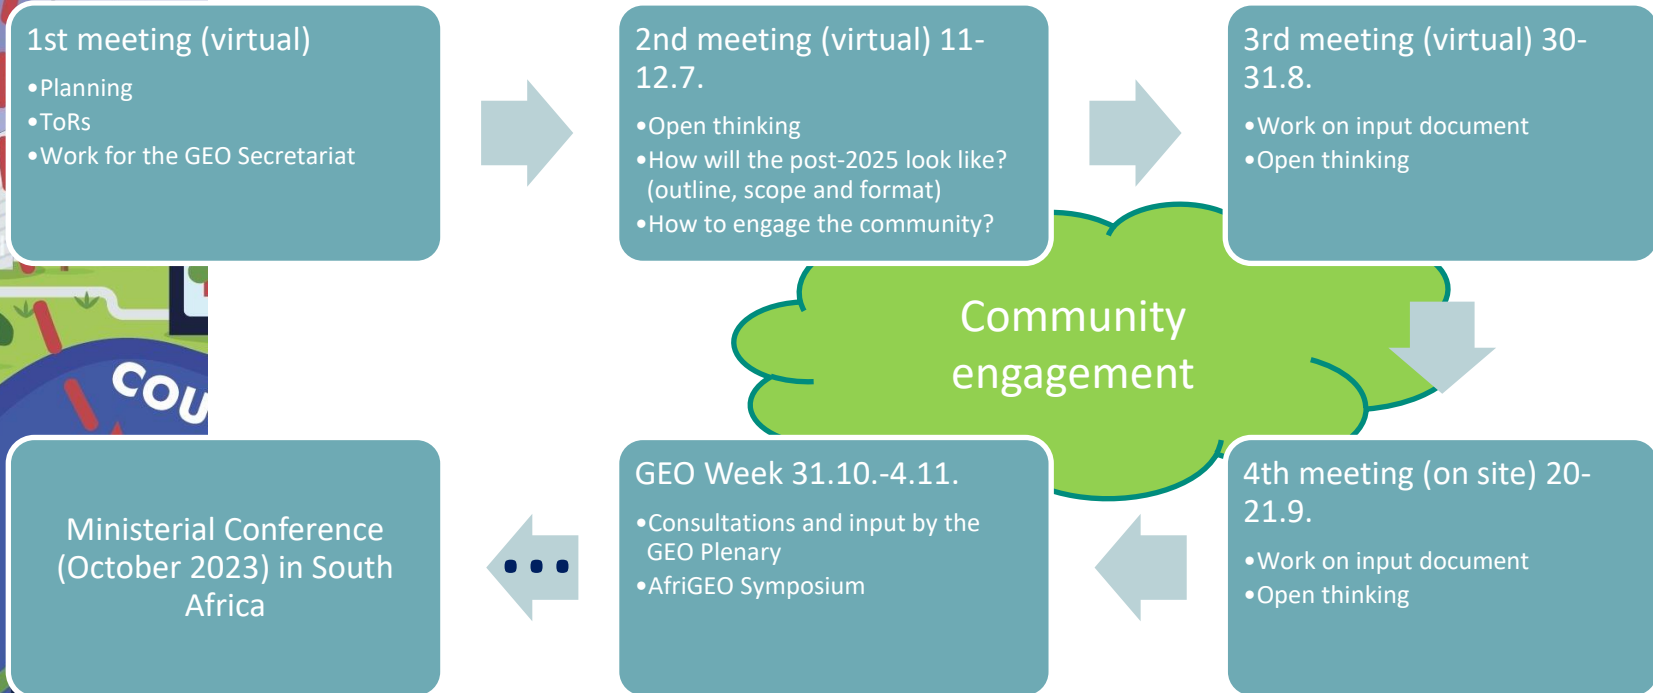 1st meeting (virtual)
•Planning
•ToRs
•Work for the GEO Secretariat
2nd meeting (virtual) 11-
12.7.
•Open thinking
•How will the post-2025 look like?
(outline, scope and format)
•How to engage the community?
3rd meeting (virtual) 30-
31.8.
•Work on input document
•Open thinking
Community
engagement
4th meeting (on site) 20-
21.9.
•Work on input document
•Open thinking
GEO Week 31.10.-4.11.
•Consultations and input by the
GEO Plenary
•AfriGEO Symposium
...
Ministerial Conference
(October 2023) in South
Africa
COU